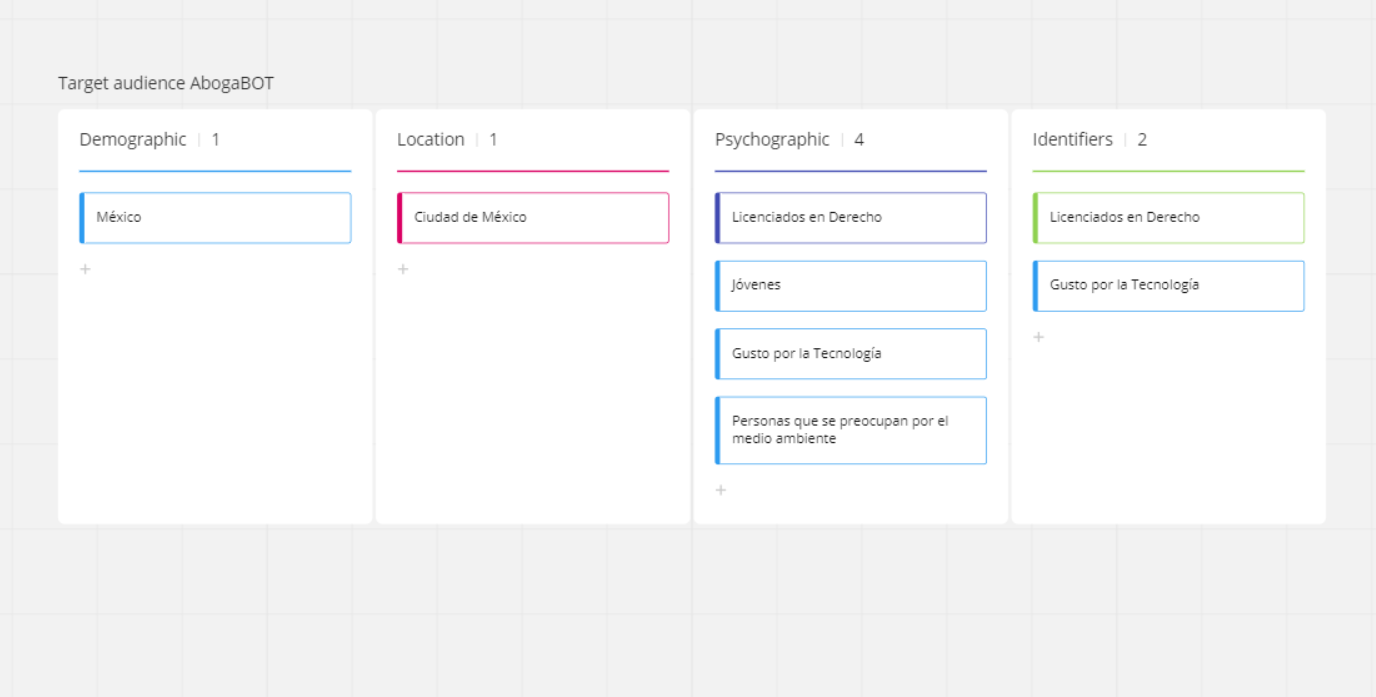 Target audience AbogaBOT
Demographic | 1
México
+
Location | 1
Ciudad de México
+
Psychographic | 4
Licenciados en Derecho
Jóvenes
Gusto por la Tecnología
Personas que se preocupan por el
medio ambiente
+
Identifiers | 2
Licenciados en Derecho
Gusto por la Tecnología
+